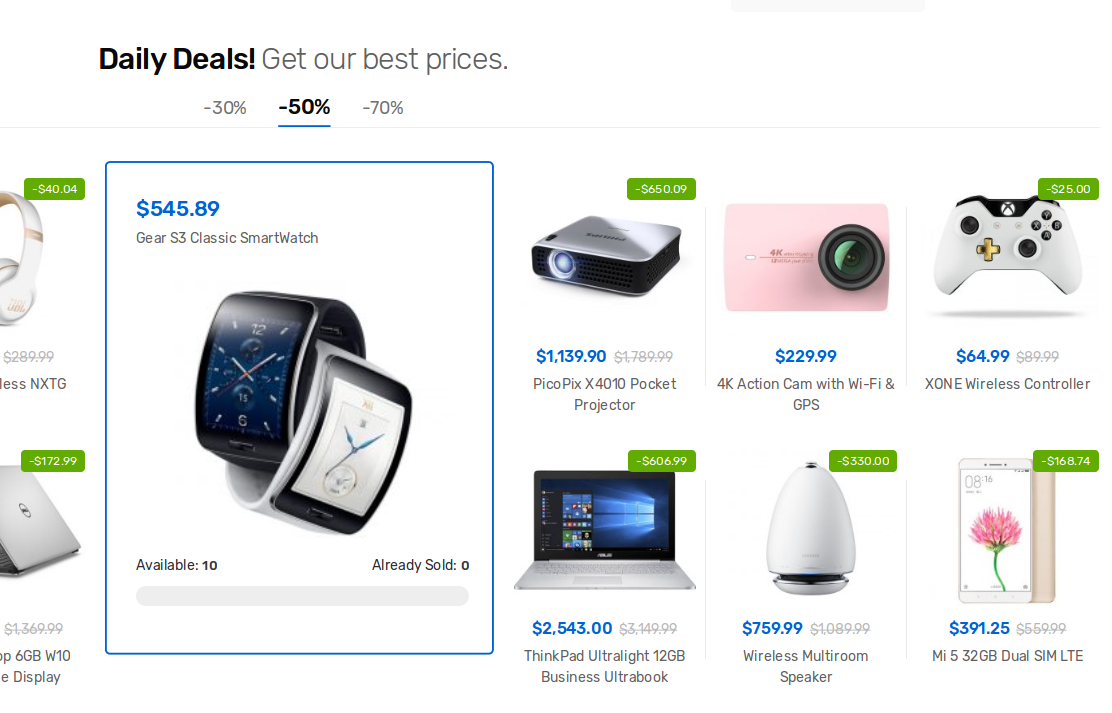 Daily Deals! Get our best prices.
-30% -50% -70%
-$40.04
$289.99
less NXTG
-$172.99
$1,369.99
op 6GB W10
e Display
$545.89
Gear S3 Classic SmartWatch
Available: 10 Already Sold: 0
-$650.09
$1,139.90 $1,789.99
PicoPix X4010 Pocket
Projector
4K
$229.99
4K Action Cam with Wi-Fi &
GPS
-$25.00
$64.99 $89.99
XONE Wireless Controller
-$606.99
ASUS
$2,543.00 $3,149.99
ThinkPad Ultralight 12GB
Business Ultrabook
-$330.00
$759.99 $1,089.99
Wireless Multiroom
Speaker
-$168.74
08:16
$391.25 $559.99
Mi 5 32GB Dual SIM LTE